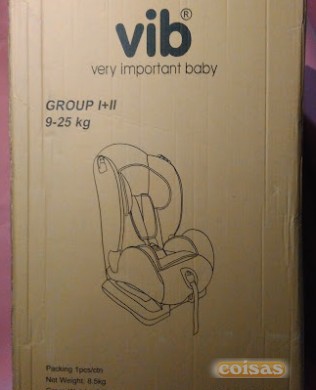 vib®
very important baby
GROUP I+II
9-25 kg
Packing 1pcs/ctn
Net Weight: 8.5kg
coisas